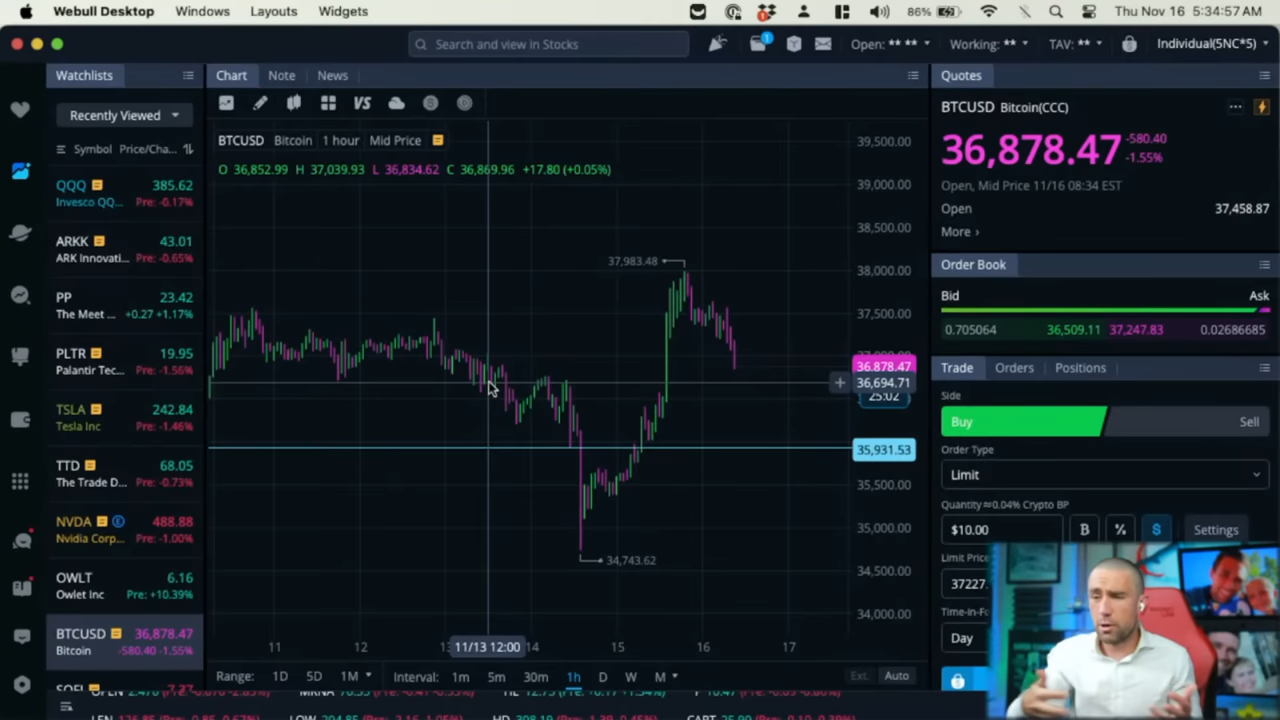 Webull Desktop Windows Layouts Widgets 86% Thu Nov 16 5:34:57 AM
Search and view in Stocks 1 Open: ** ** Working: ** TAV: ** Individual(5NC*5)
Watchlists
Recently Viewed
Symbol Price/Cha...
QQQ 385.62
Invesco QQ... Pre: -0.17%
ARKK 43.01
ARK Innovati... Pre: -0.65%
PP 23.42
The Meet ... +0.27 +1.17%
PLTR 19.95
Palantir Tec... Pre: -1.56%
TSLA 242.84
Tesla Inc Pre: -1.46%
TTD 68.05
The Trade D... Pre: -0.73%
NVDA E 488.88
Nvidia Corp... Pre: -1.00%
OWLT 6.16
Owlet Inc Pre: +10.39%
BTCUSD 36,878.47
Bitcoin -580.40 -1.55%
Chart Note News
VS
BTCUSD Bitcoin 1 hour Mid Price
O 36,852.99 H 37,039.93 L 36,834.62 C 36,869.96 +17.80 (+0.05%)
39,500.00
39,000.00
38,500.00
38,000.00
37,983.48
37,500.00
36,878.47
36,694.71
25:02
35,931.53
35,500.00
35,000.00
34,743.62
34,500.00
34,000.00
11 12 13 11/13 12:00 14 15 16 17
Range: 1D 5D 1M Interval: 1m 5m 30m 1h D W M Ext. Auto
Quotes
BTCUSD Bitcoin(CCC)
36,878.47 -580.40
-1.55%
Open, Mid Price 11/16 08:34 EST
Open 37,458.87
More
Order Book
Bid Ask
0.705064 36,509.11 37,247.83 0.02686685
Trade Orders Positions
Side
Buy Sell
Order Type
Limit
Quantity ≈0.04% Crypto BP
$10.00 B % $ Settings
Limit Price
37227.
Time-in-Fo
Day